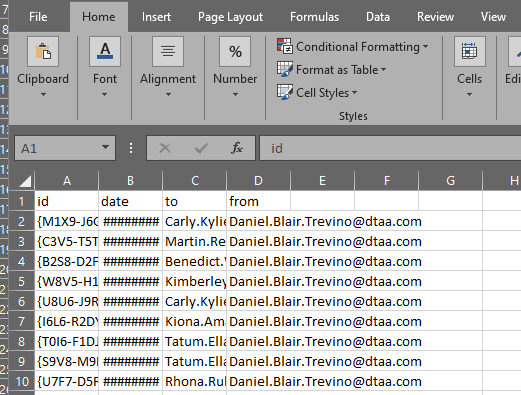 File Home Insert Page Layout Formulas Data Review View
Clipboard Font Alignment Number Conditional Formatting Format as Table Cell Styles Cells
Styles
A1 id
A B C D E F G H
1 id date to from
2 {M1X9-J6G ######## Carly.Kylie Daniel.Blair.Trevino@dtaa.com
3 {C3V5-T5T ######## Martin.Re Daniel.Blair.Trevino@dtaa.com
4 {B2S8-D2F ######## Benedict. Daniel.Blair.Trevino@dtaa.com
5 {W8V5-H1 ######## Kimberley Daniel.Blair.Trevino@dtaa.com
6 {U8U6-J9R ######## Carly.Kylie Daniel.Blair.Trevino@dtaa.com
7 {I6L6-R2DY ######## Kiona.Am Daniel.Blair.Trevino@dtaa.com
8 {T0I6-F1DJ ######## Tatum.Ella Daniel.Blair.Trevino@dtaa.com
9 {S9V8-M9 ######## Tatum.Ella Daniel.Blair.Trevino@dtaa.com
10 {U7F7-D5F ######## Rhona.Rul Daniel.Blair.Trevino@dtaa.com